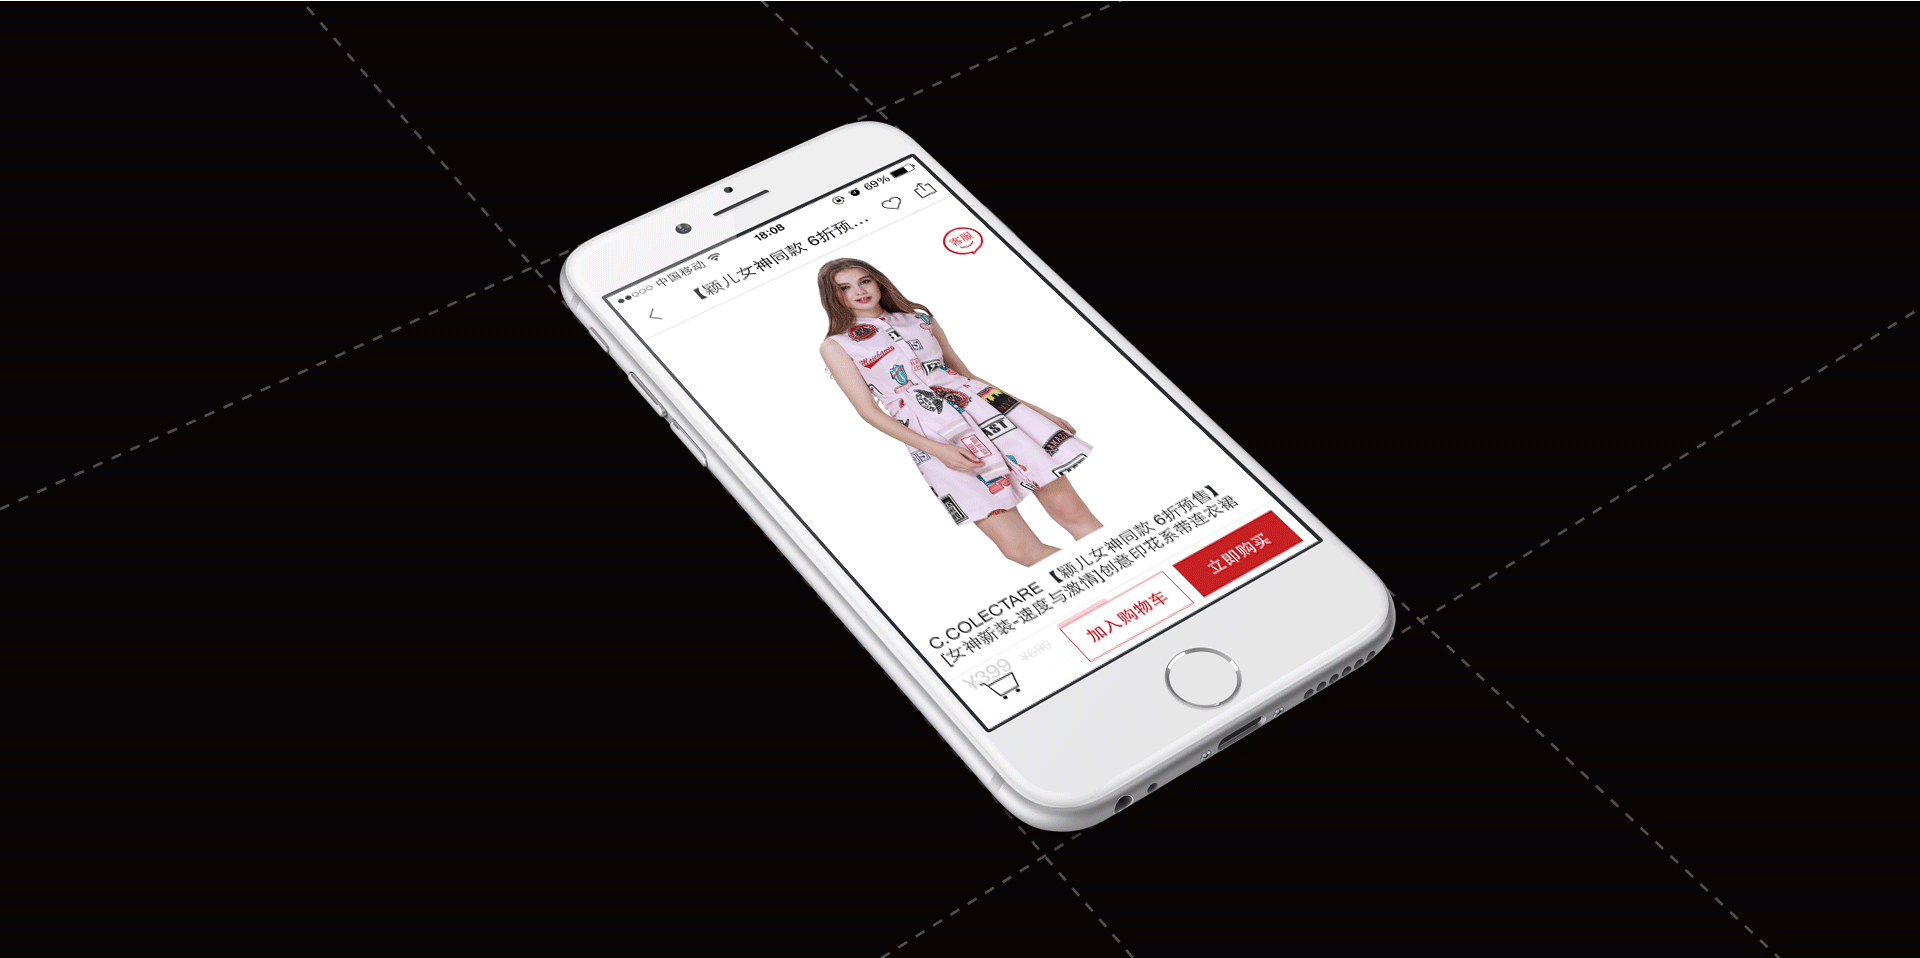 中国移动
18:08
69%
【颖儿女神同款 6折预...
客服
AST
C.COLECTARE 【颖儿女神同款 6折预售】
[女神新装-速度与激情]创意印花系带连衣裙
¥399
¥699
加入购物车
立即购买